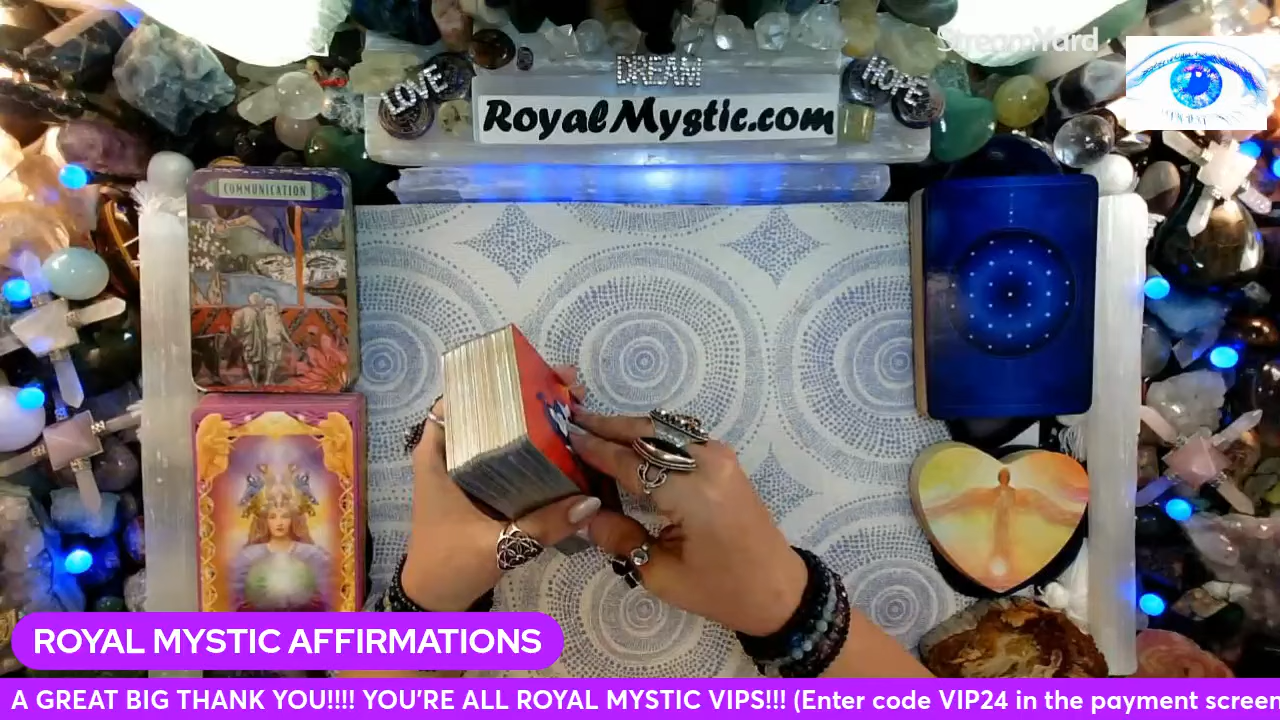 StreamYard
LOVE
DREAM
HOPE
RoyalMystic.com
COMMUNICATION
ROYAL MYSTIC AFFIRMATIONS
A GREAT BIG THANK YOU!!!! YOU'RE ALL ROYAL MYSTIC VIPS!!! (Enter code VIP24 in the payment screen